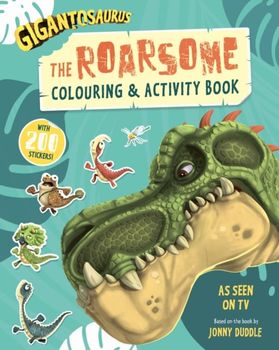 GIGANTOSAURUS
THE ROARSOME
COLOURING & ACTIVITY BOOK
WITH
200
STICKERS!
AS SEEN
ON TV
Based on the book by
JONNY DUDDLE